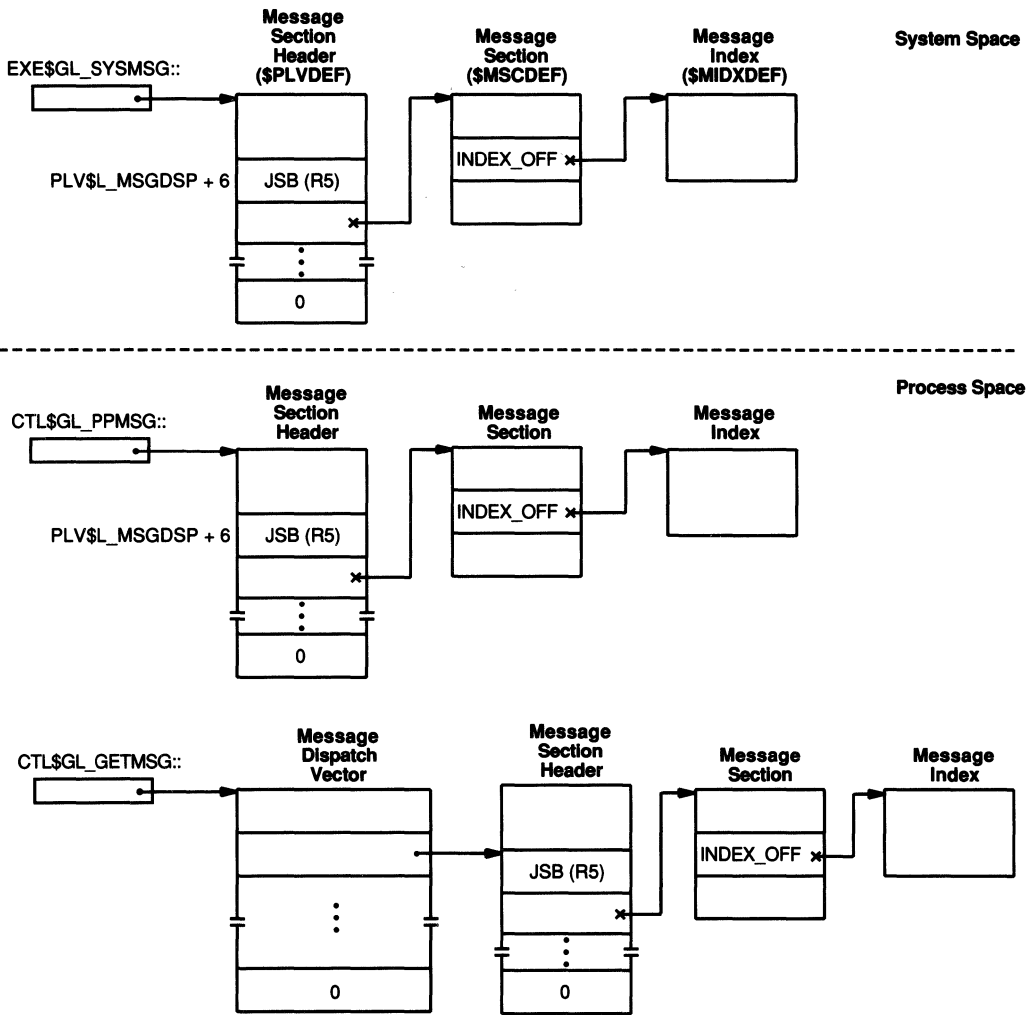 Message
Section
Header
($PLVDEF)
Message
Section
($MSCDEF)
Message
Index
($MIDXDEF)
System Space
EXE$GL_SYSMSG::
INDEX_OFF
PLV$L_MSGDSP + 6
JSB (R5)
0
Process Space
CTL$GL_PPMSG::
Message
Section
Header
Message
Section
Message
Index
INDEX_OFF
PLV$L_MSGDSP + 6
JSB (R5)
0
CTL$GL_GETMSG::
Message
Dispatch
Vector
Message
Section
Header
Message
Section
Message
Index
INDEX_OFF
JSB (R5)
0
0